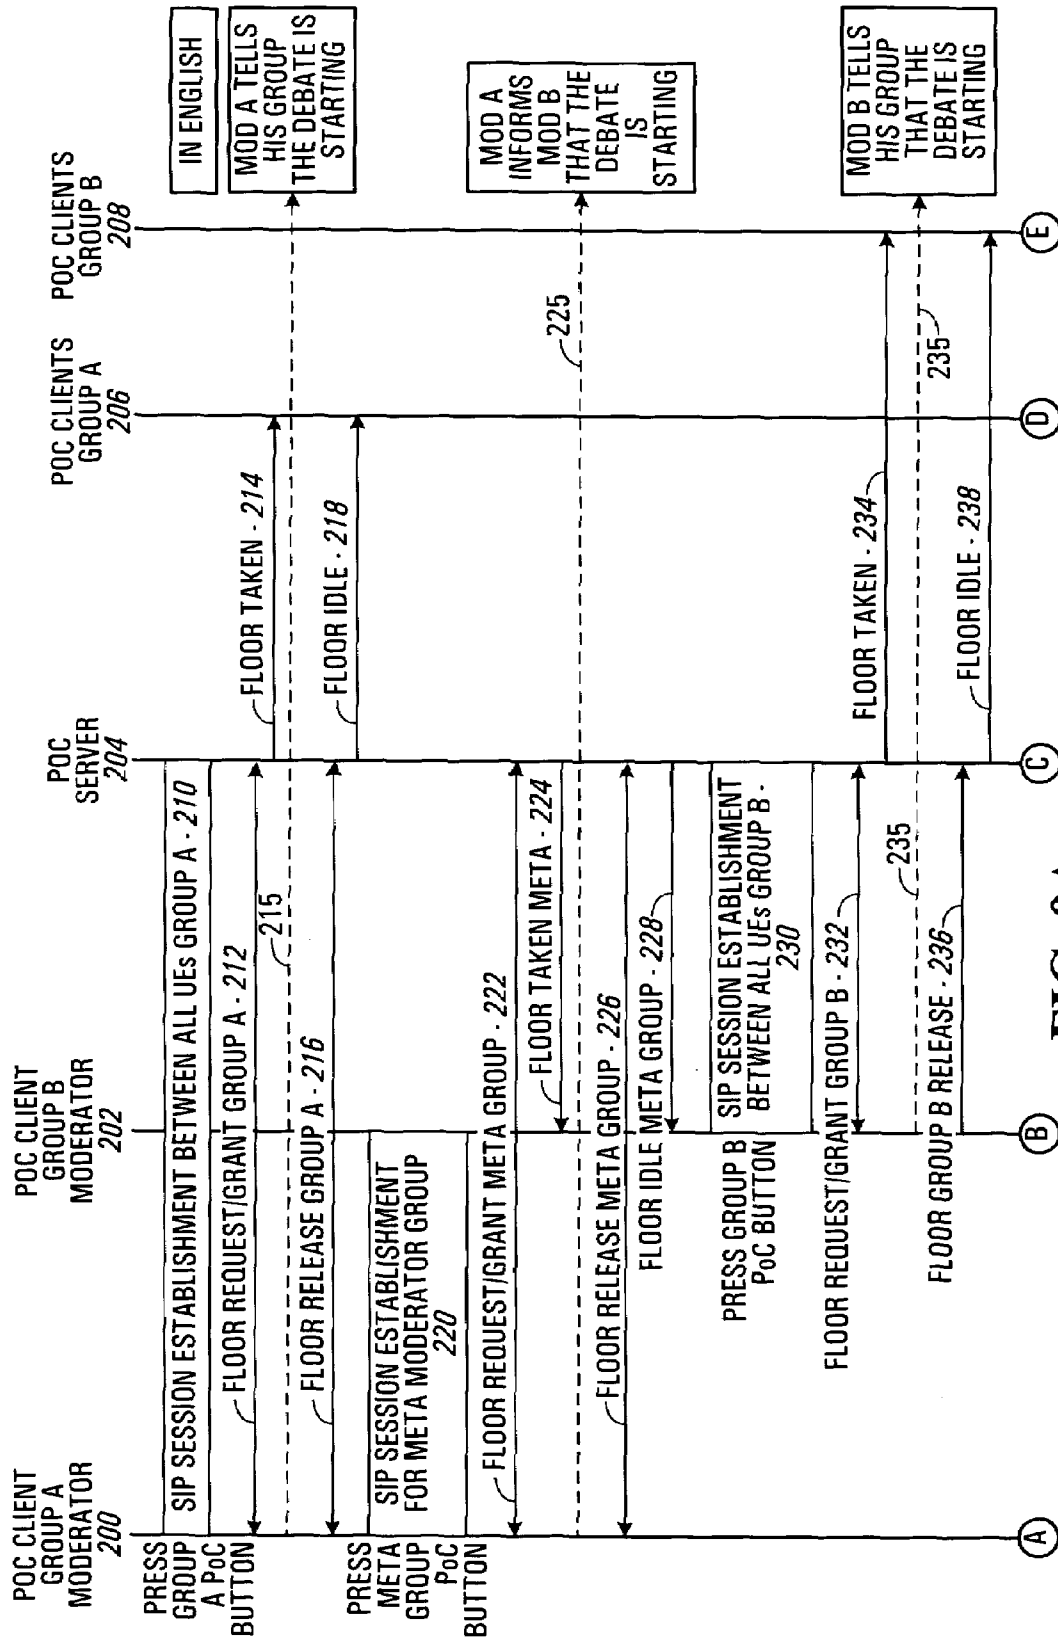 POC CLIENT
GROUP A
MODERATOR
200
POC CLIENT
GROUP B
MODERATOR
202
POC
SERVER
204
POC CLIENTS
GROUP A
206
POC CLIENTS
GROUP B
208
IN ENGLISH
PRESS
GROUP
A PoC
BUTTON
SIP SESSION ESTABLISHMENT BETWEEN ALL UEs GROUP A - 210
FLOOR REQUEST/GRANT GROUP A - 212
FLOOR TAKEN - 214
215
MOD A TELLS
HIS GROUP
THE DEBATE IS
STARTING
FLOOR RELEASE GROUP A - 216
FLOOR IDLE - 218
PRESS
META
GROUP
PoC
BUTTON
SIP SESSION ESTABLISHMENT
FOR META MODERATOR GROUP
220
FLOOR REQUEST/GRANT META GROUP - 222
FLOOR TAKEN META - 224
225
MOD A
INFORMS
MOD B
THAT THE
DEBATE
IS
STARTING
FLOOR RELEASE META GROUP - 226
FLOOR IDLE META GROUP - 228
PRESS GROUP B
PoC BUTTON
SIP SESSION ESTABLISHMENT
BETWEEN ALL UEs GROUP B -
230
FLOOR REQUEST/GRANT GROUP B - 232
FLOOR TAKEN - 234
235
235
MOD B TELLS
HIS GROUP
THAT THE
DEBATE IS
STARTING
FLOOR GROUP B RELEASE - 236
FLOOR IDLE - 238
A
B
C
D
E